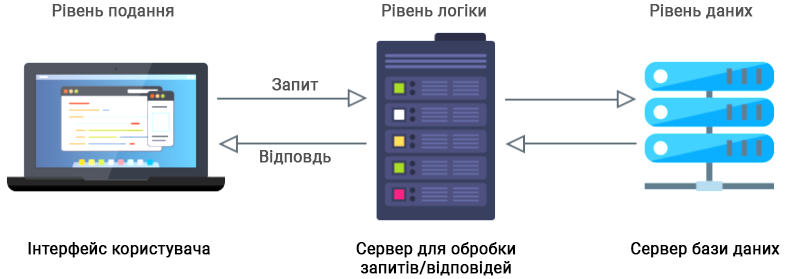 Рівень подання
Рівень логіки
Рівень даних
Запит
Відповдь
Інтерфейс користувача
Сервер для обробки
запитів/відповідей
Сервер бази даних